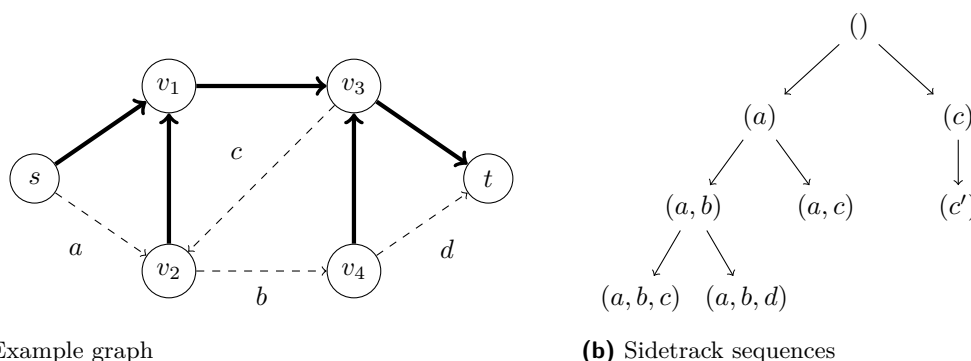 ()
v1 v3 (a) (c)
c
s t (a, b) (a, c) (c′)
a d
v2 v4
b (a, b, c) (a, b, d)
Example graph (b) Sidetrack sequences